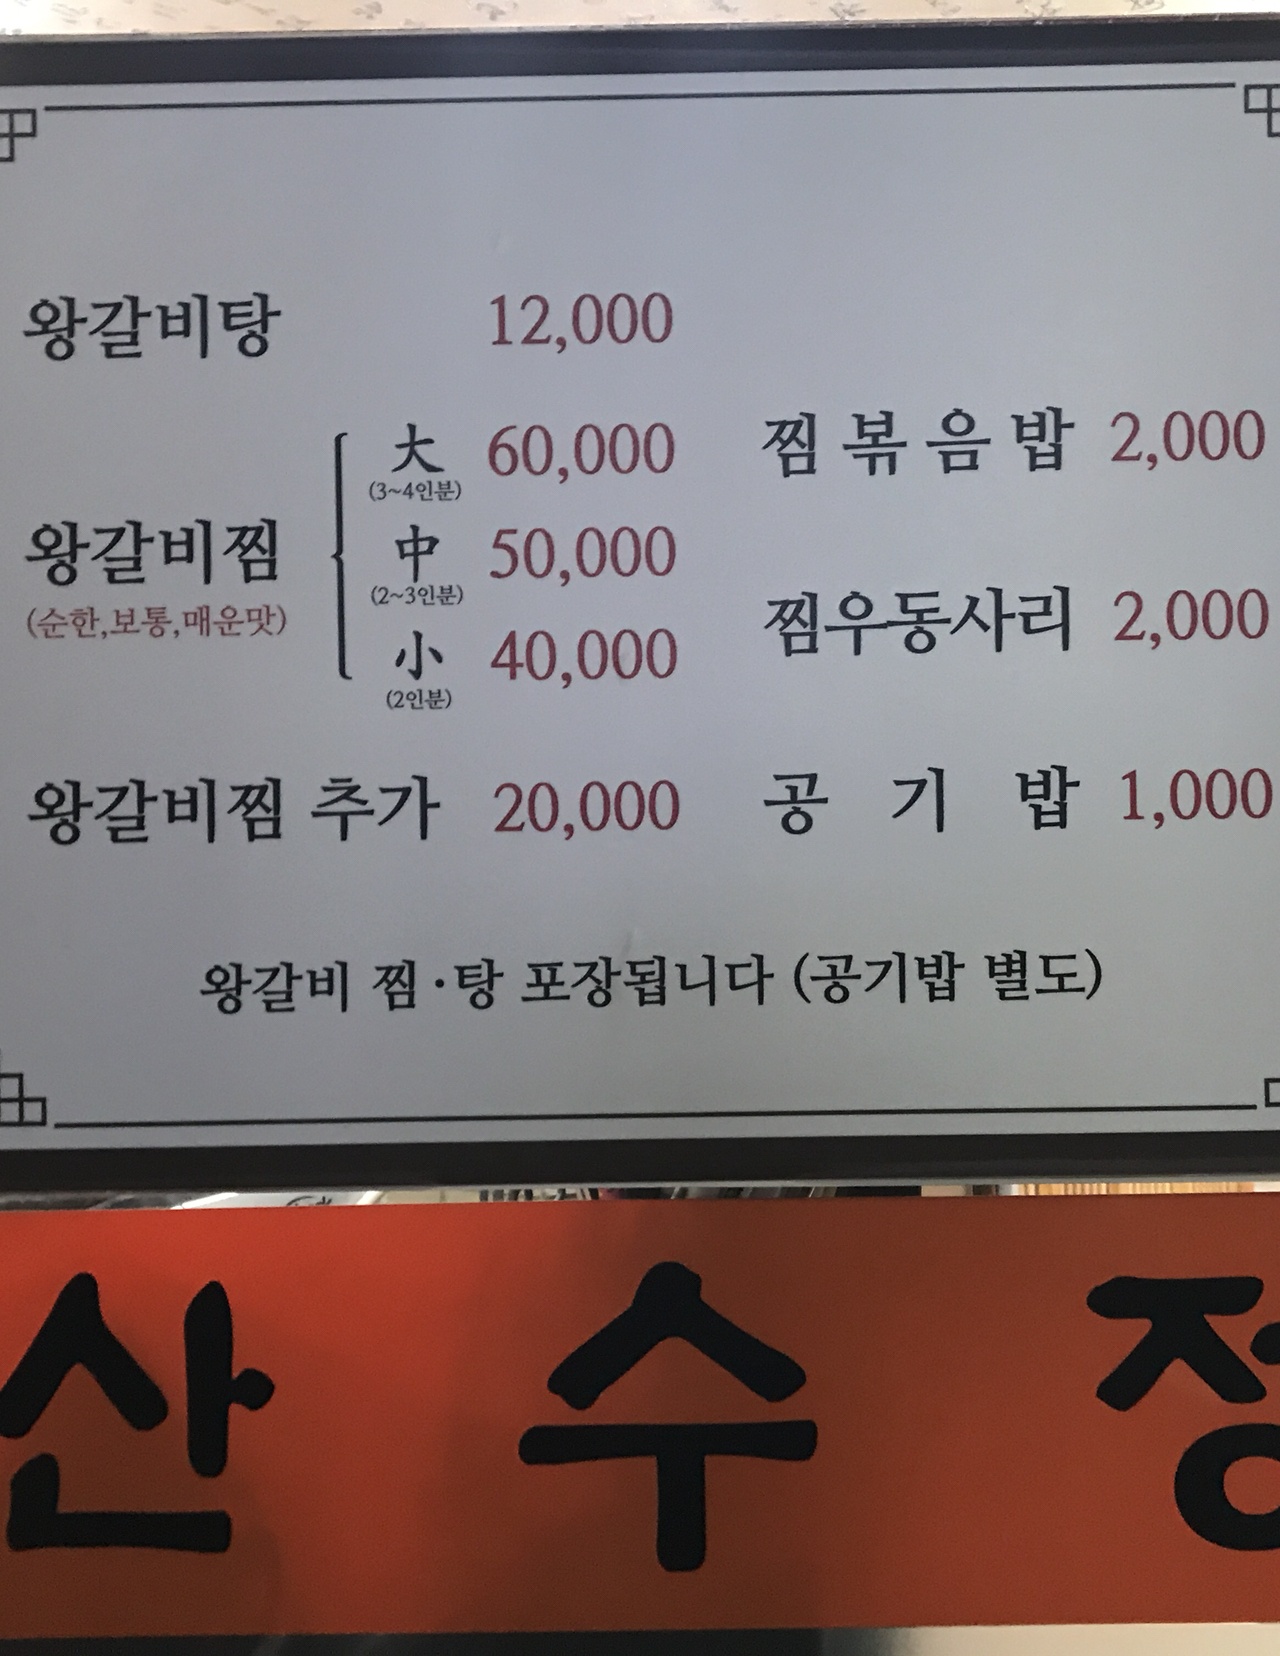 왕갈비탕 12,000
왕갈비찜
(순한,보통,매운맛)
大 60,000
(3~4인분)
中 50,000
(2~3인분)
小 40,000
(2인분)
왕갈비찜 추가 20,000
찜볶음밥 2,000
찜우동사리 2,000
공기밥 1,000
왕갈비 찜·탕 포장됩니다 (공기밥 별도)
산수정